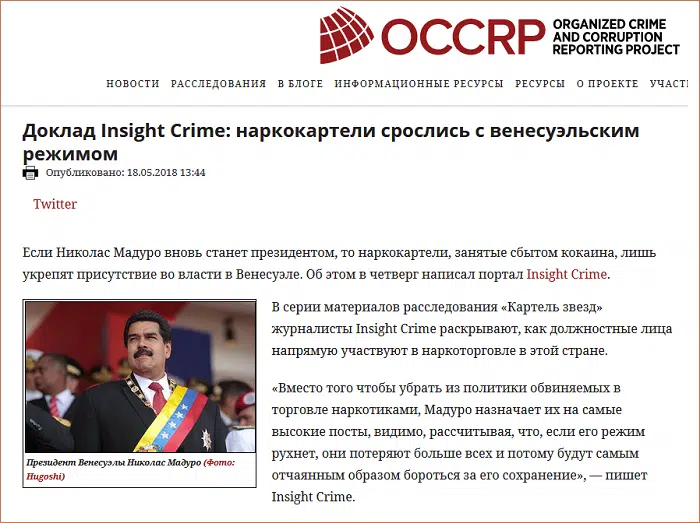 OCCRP
ORGANIZED CRIME
AND CORRUPTION
REPORTING PROJECT
НОВОСТИ РАССЛЕДОВАНИЯ В БЛОГЕ ИНФОРМАЦИОННЫЕ РЕСУРСЫ РЕСУРСЫ О ПРОЕКТЕ УЧАСТ
Доклад Insight Crime: наркокартели срослись с венесуэльским
режимом
Опубликовано: 18.05.2018 13:44
Twitter
Если Николас Мадуро вновь станет президентом, то наркокартели, занятые сбытом кокаина, лишь
укрепят присутствие во власти в Венесуэле. Об этом в четверг написал портал Insight Crime.
В серии материалов расследования «Картель звезд»
журналисты Insight Crime раскрывают, как должностные лица
напрямую участвуют в наркоторговле в этой стране.
«Вместо того чтобы убрать из политики обвиняемых в
торговле наркотиками, Мадуро назначает их на самые
высокие посты, видимо, рассчитывая, что, если его режим
рухнет, они потеряют больше всех и потому будут самым
отчаянным образом бороться за его сохранение», — пишет
Insight Crime.
Президент Венесуэлы Николас Мадуро (Фото:
Hugoshi)